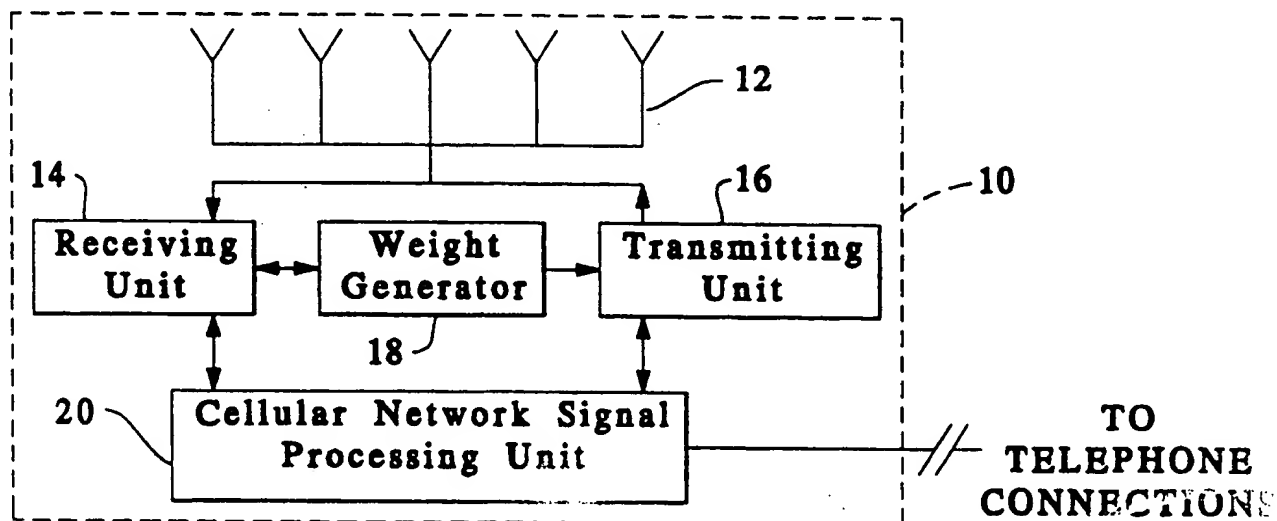 12
14
16
10
Receiving
Unit
Weight
Generator
Transmitting
Unit
18
20
Cellular Network Signal
Processing Unit
TO
TELEPHONE
CONNECTIONS